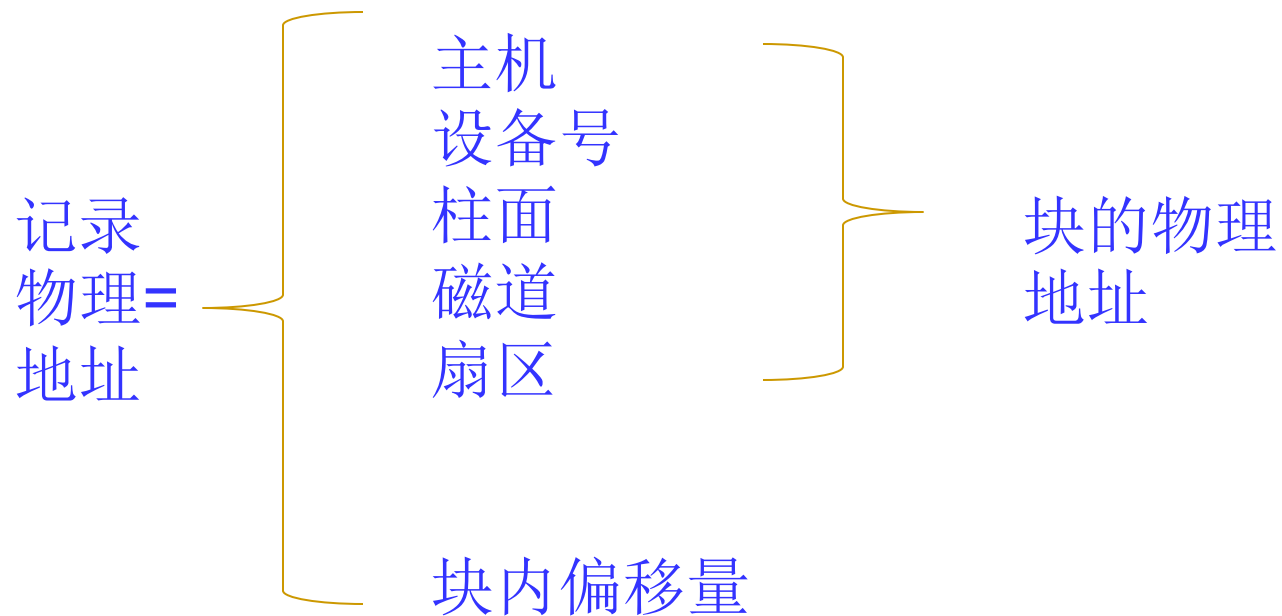 记录
物理=
地址
主机
设备号
柱面
磁道
扇区
块内偏移量
块的物理
地址